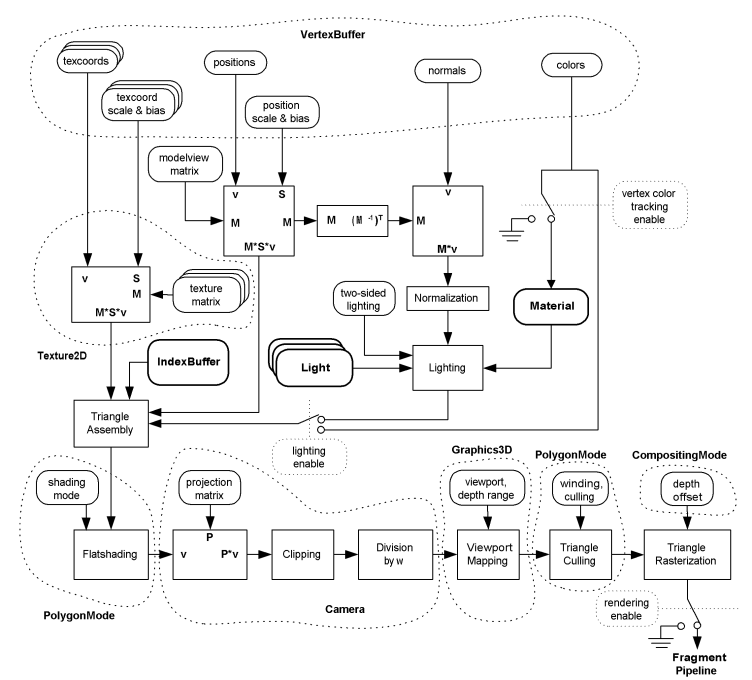 VertexBuffer
texcoords
positions
normals
colors
texcoord
scale & bias
position
scale & bias
modelview
matrix
vertex color
tracking
enable
v S
M M
M*S*v
M (M -1)T
v
M
M*v
v S
M
M*S*v
texture
matrix
two-sided
lighting
Normalization
Material
Texture2D
IndexBuffer
Light
Lighting
Triangle
Assembly
lighting
enable
Graphics3D
PolygonMode
CompositingMode
shading
mode
projection
matrix
viewport,
depth range
winding,
culling
depth
offset
Flatshading
P
v P*v
Clipping
Division
by w
Viewport
Mapping
Triangle
Culling
Triangle
Rasterization
PolygonMode
Camera
rendering
enable
Fragment
Pipeline